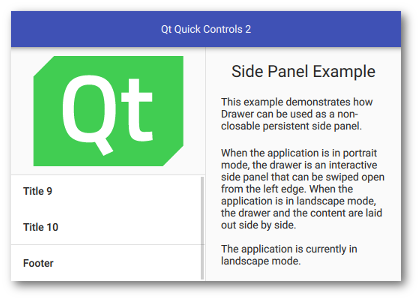 Qt Quick Controls 2
Qt
Title 9
Title 10
Footer
Side Panel Example
This example demonstrates how
Drawer can be used as a non-
closable persistent side panel.
When the application is in portrait
mode, the drawer is an interactive
side panel that can be swiped open
from the left edge. When the
application is in landscape mode,
the drawer and the content are laid
out side by side.
The application is currently in
landscape mode.